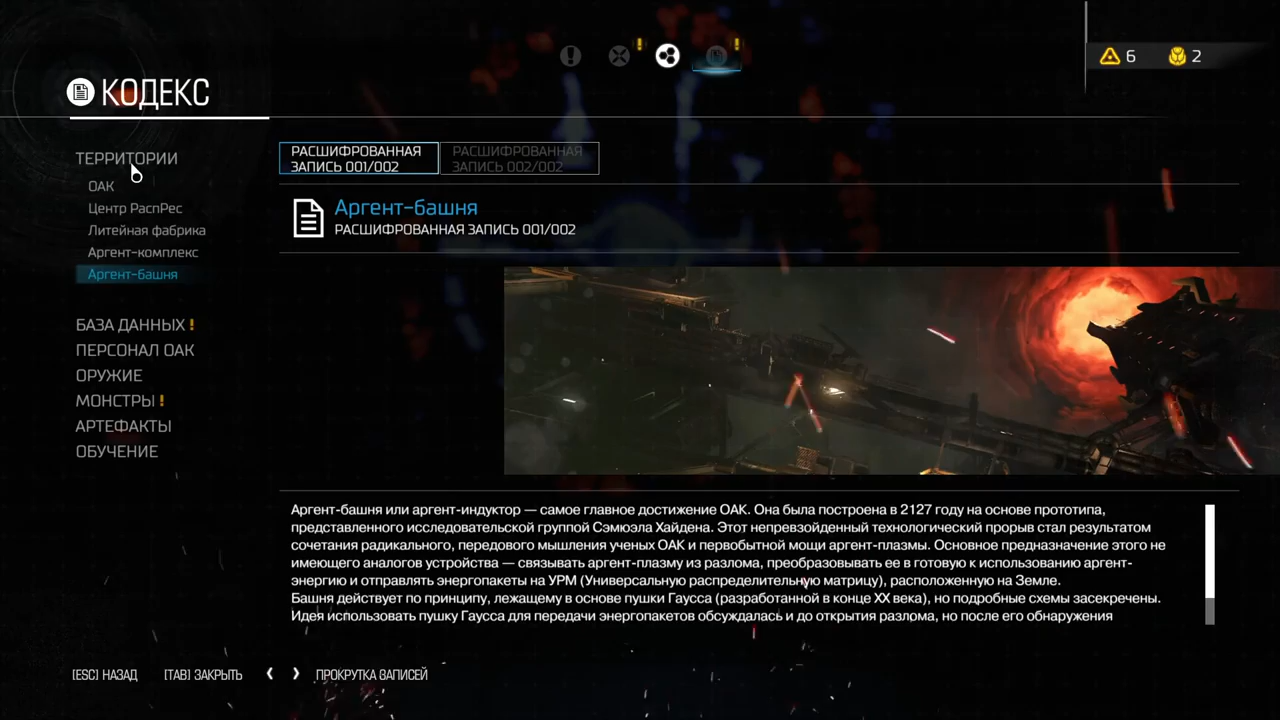 6
2
КОДЕКС
ТЕРРИТОРИИ
ОАК
Центр РаспРес
Литейная фабрика
Аргент-комплекс
Аргент-башня
БАЗА ДАННЫХ !
ПЕРСОНАЛ ОАК
ОРУЖИЕ
МОНСТРЫ !
АРТЕФАКТЫ
ОБУЧЕНИЕ
РАСШИФРОВАННАЯ
ЗАПИСЬ 001/002
РАСШИФРОВАННАЯ
ЗАПИСЬ 002/002
Аргент-башня
РАСШИФРОВАННАЯ ЗАПИСЬ 001/002
Аргент-башня или аргент-индуктор — самое главное достижение ОАК. Она была построена в 2127 году на основе прототипа,
представленного исследовательской группой Сэмюэла Хайдена. Этот непревзойденный технологический прорыв стал результатом
сочетания радикального, передового мышления ученых ОАК и первобытной мощи аргент-плазмы. Основное предназначение этого не
имеющего аналогов устройства — связывать аргент-плазму из разлома, преобразовывать ее в готовую к использованию аргент-
энергию и отправлять энергопакеты на УРМ (Универсальную распределительную матрицу), расположенную на Земле.
Башня действует по принципу, лежащему в основе пушки Гаусса (разработанной в конце XX века), но подробные схемы засекречены.
Идея использовать пушку Гаусса для передачи энергопакетов обсуждалась и до открытия разлома, но после его обнаружения
[ESC] НАЗАД
[TAB] ЗАКРЫТЬ
❮ ❯ ПРОКРУТКА ЗАПИСЕЙ